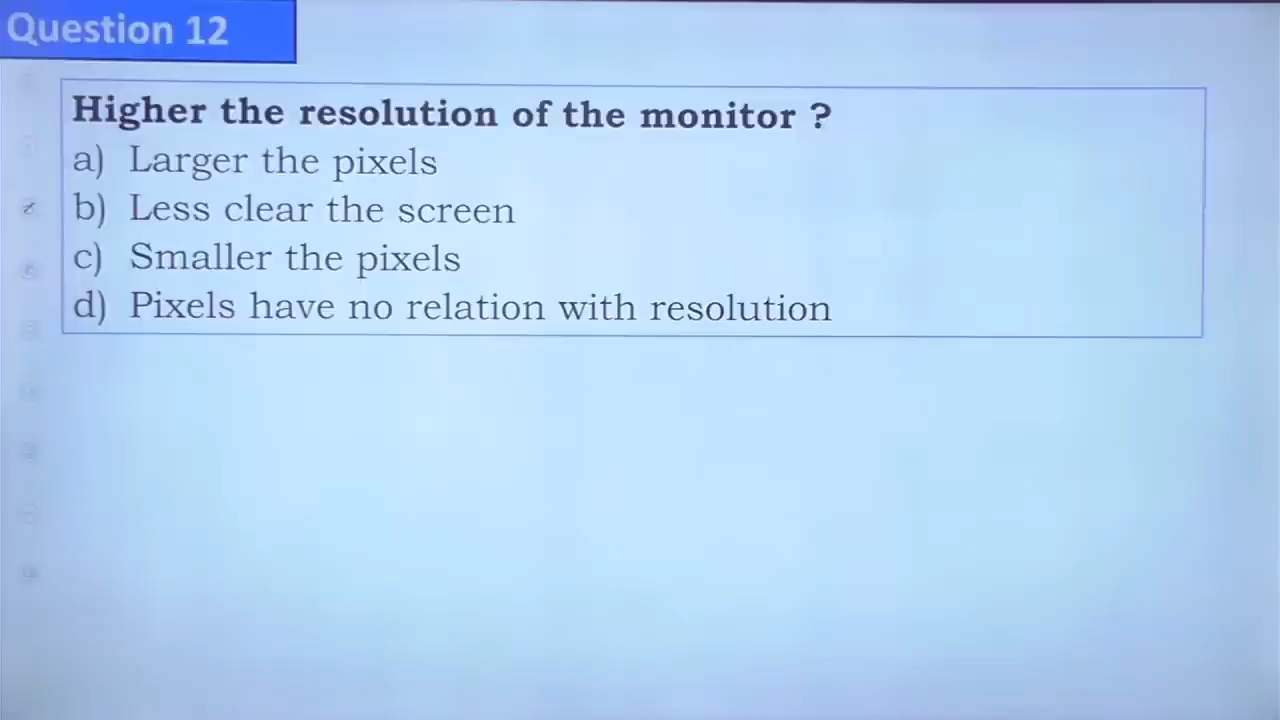 Question 12
Higher the resolution of the monitor ?
a) Larger the pixels
b) Less clear the screen
c) Smaller the pixels
d) Pixels have no relation with resolution